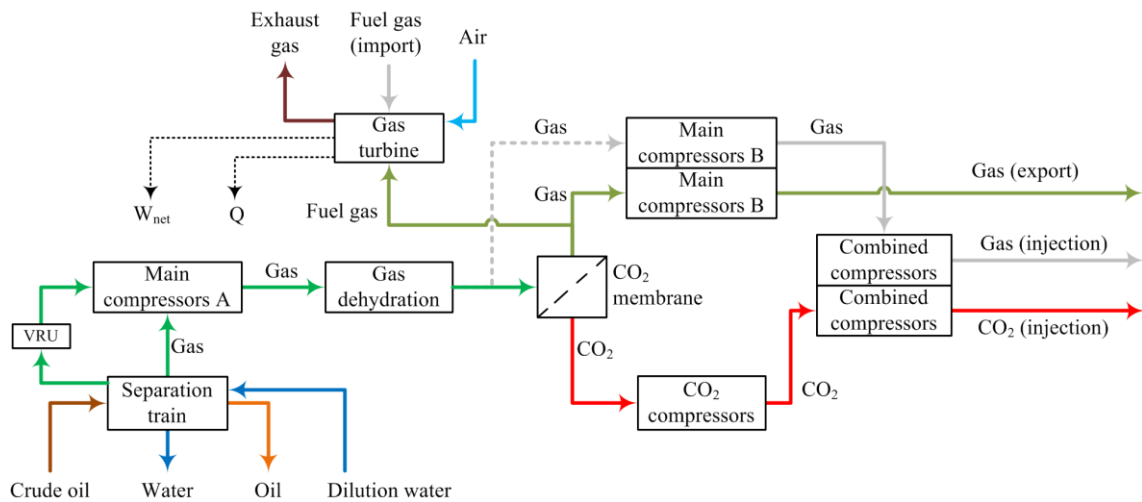 Exhaust
gas
Fuel gas
(import)
Air
Gas
turbine
W_net
Q
Fuel gas
Gas
Main
compressors B
Gas
Gas
Main
compressors B
Gas (export)
Main
compressors A
Gas
Gas
dehydration
CO₂
membrane
Combined
compressors
Gas (injection)
Combined
compressors
CO₂ (injection)
VRU
Gas
CO₂
Separation
train
CO₂
compressors
CO₂
Crude oil
Water
Oil
Dilution water